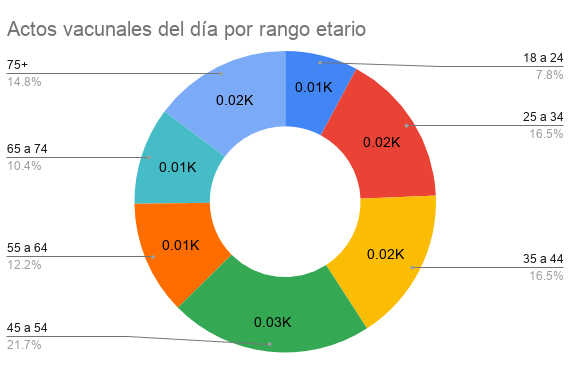 Actos vacunales del día por rango etario
75+
14.8%
18 a 24
7.8%
0.01K
0.02K
25 a 34
16.5%
0.02K
65 a 74
10.4%
0.01K
55 a 64
12.2%
0.01K
35 a 44
16.5%
0.02K
45 a 54
21.7%
0.03K